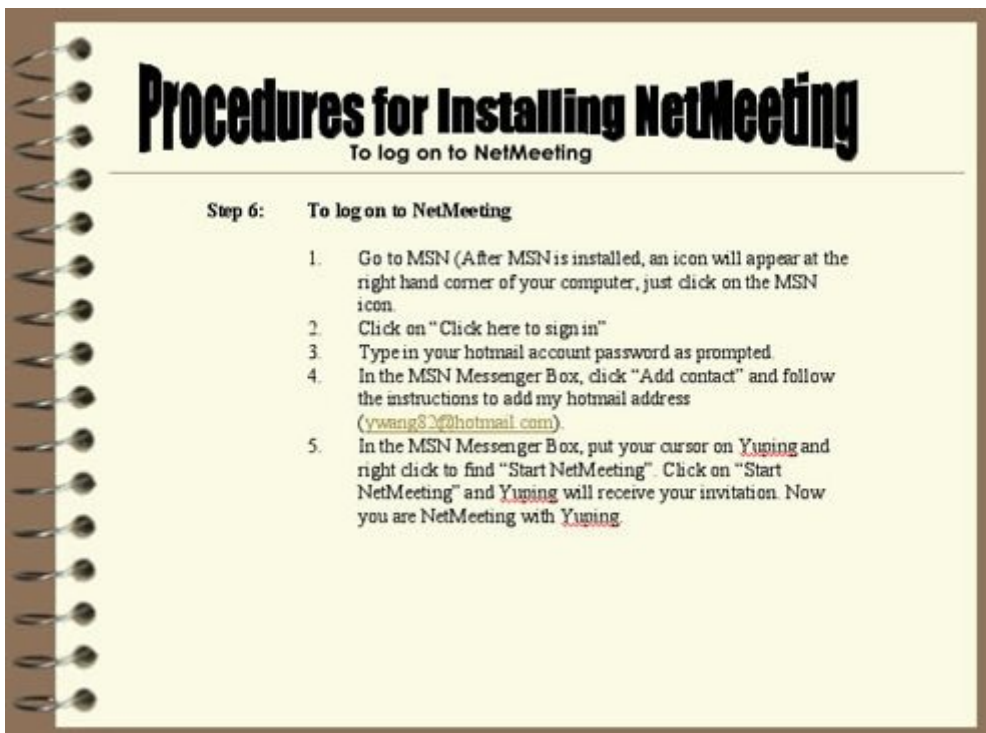 Procedures for Installing NetMeeting
To log on to NetMeeting
Step 6: To log on to NetMeeting
1. Go to MSN (After MSN is installed, an icon will appear at the
right hand corner of your computer, just click on the MSN
icon.
2. Click on “Click here to sign in”
3. Type in your hotmail account password as prompted.
4. In the MSN Messenger Box, click “Add contact” and follow
the instructions to add my hotmail address
(ywang82@hotmail.com).
5. In the MSN Messenger Box, put your cursor on Yuping and
right click to find “Start NetMeeting”. Click on “Start
NetMeeting” and Yuping will receive your invitation. Now
you are NetMeeting with Yuping.